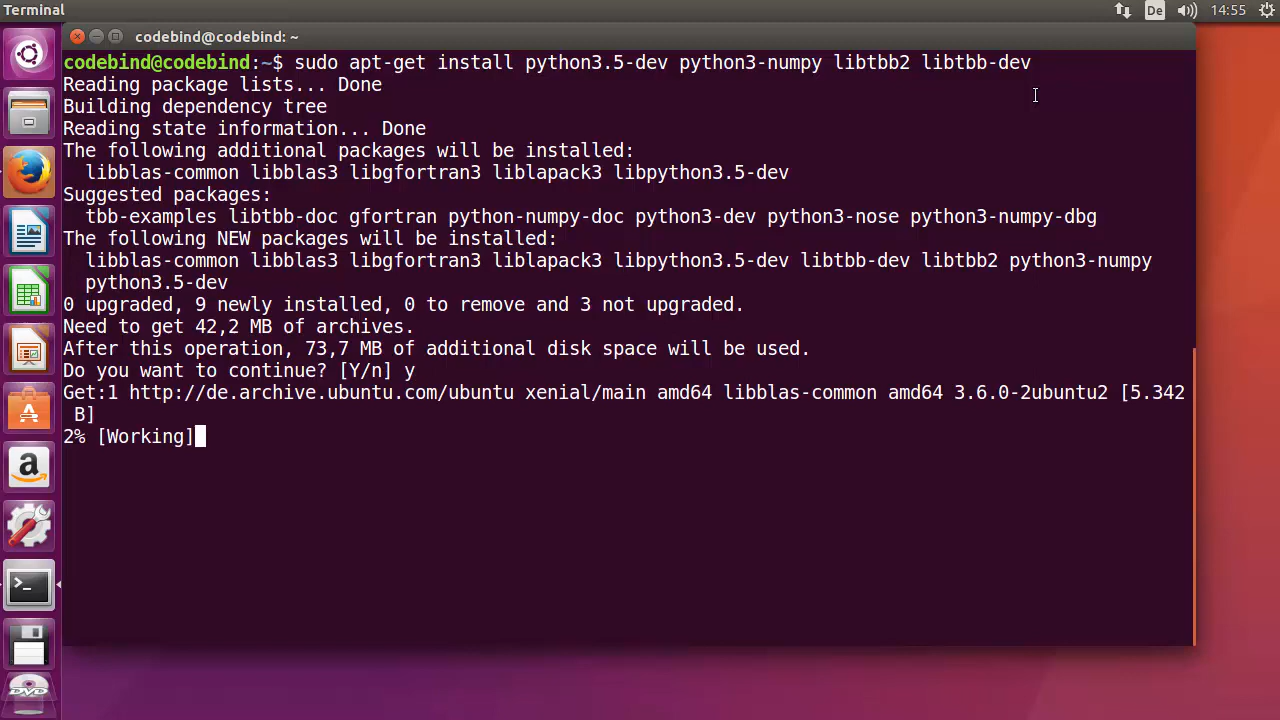 Terminal
De
14:55
codebind@codebind: ~
codebind@codebind:~$ sudo apt-get install python3.5-dev python3-numpy libtbb2 libtbb-dev
Reading package lists... Done
Building dependency tree
Reading state information... Done
The following additional packages will be installed:
  libblas-common libblas3 libgfortran3 liblapack3 libpython3.5-dev
Suggested packages:
  tbb-examples libtbb-doc gfortran python-numpy-doc python3-dev python3-nose python3-numpy-dbg
The following NEW packages will be installed:
  libblas-common libblas3 libgfortran3 liblapack3 libpython3.5-dev libtbb-dev libtbb2 python3-numpy
  python3.5-dev
0 upgraded, 9 newly installed, 0 to remove and 3 not upgraded.
Need to get 42,2 MB of archives.
After this operation, 73,7 MB of additional disk space will be used.
Do you want to continue? [Y/n] y
Get:1 http://de.archive.ubuntu.com/ubuntu xenial/main amd64 libblas-common amd64 3.6.0-2ubuntu2 [5.342
 B]
2% [Working]
a
A
>_
DVD